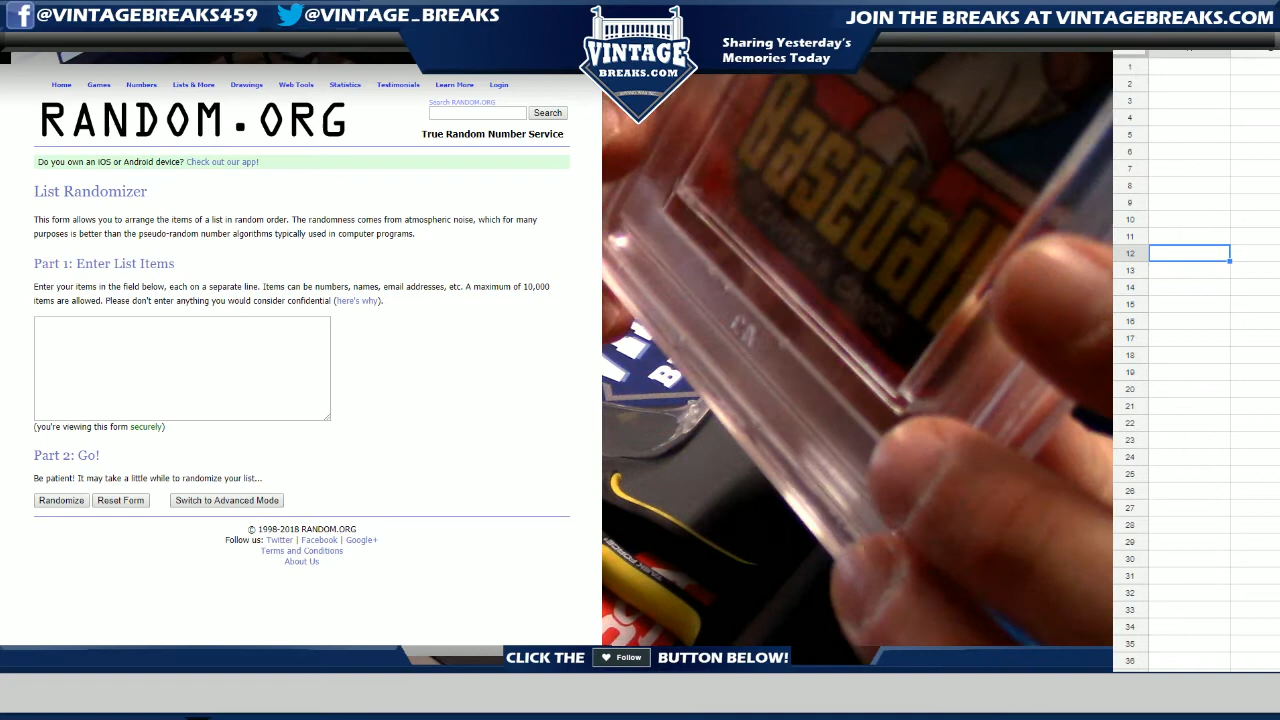 @VINTAGEBREAKS459 @VINTAGE_BREAKS
JOIN THE BREAKS AT VINTAGEBREAKS.COM
VINTAGE
BREAKS.COM
Sharing Yesterday's
Memories Today
Home Games Numbers Lists & More Drawings Web Tools Statistics Testimonials Learn More Login
RANDOM.ORG
Search RANDOM.ORG
Search
True Random Number Service
Do you own an iOS or Android device? Check out our app!
List Randomizer
This form allows you to arrange the items of a list in random order. The randomness comes from atmospheric noise, which for many
purposes is better than the pseudo-random number algorithms typically used in computer programs.
Part 1: Enter List Items
Enter your items in the field below, each on a separate line. Items can be numbers, names, email addresses, etc. A maximum of 10,000
items are allowed. Please don't enter anything you would consider confidential (here's why).
(you're viewing this form securely)
Part 2: Go!
Be patient! It may take a little while to randomize your list...
Randomize Reset Form Switch to Advanced Mode
© 1998-2018 RANDOM.ORG
Follow us: Twitter | Facebook | Google+
Terms and Conditions
About Us
TASK FORCE
1
2
3
4
5
6
7
8
9
10
11
12
13
14
15
16
17
18
19
20
21
22
23
24
25
26
27
28
29
30
31
32
33
34
35
36
CLICK THE Follow BUTTON BELOW!